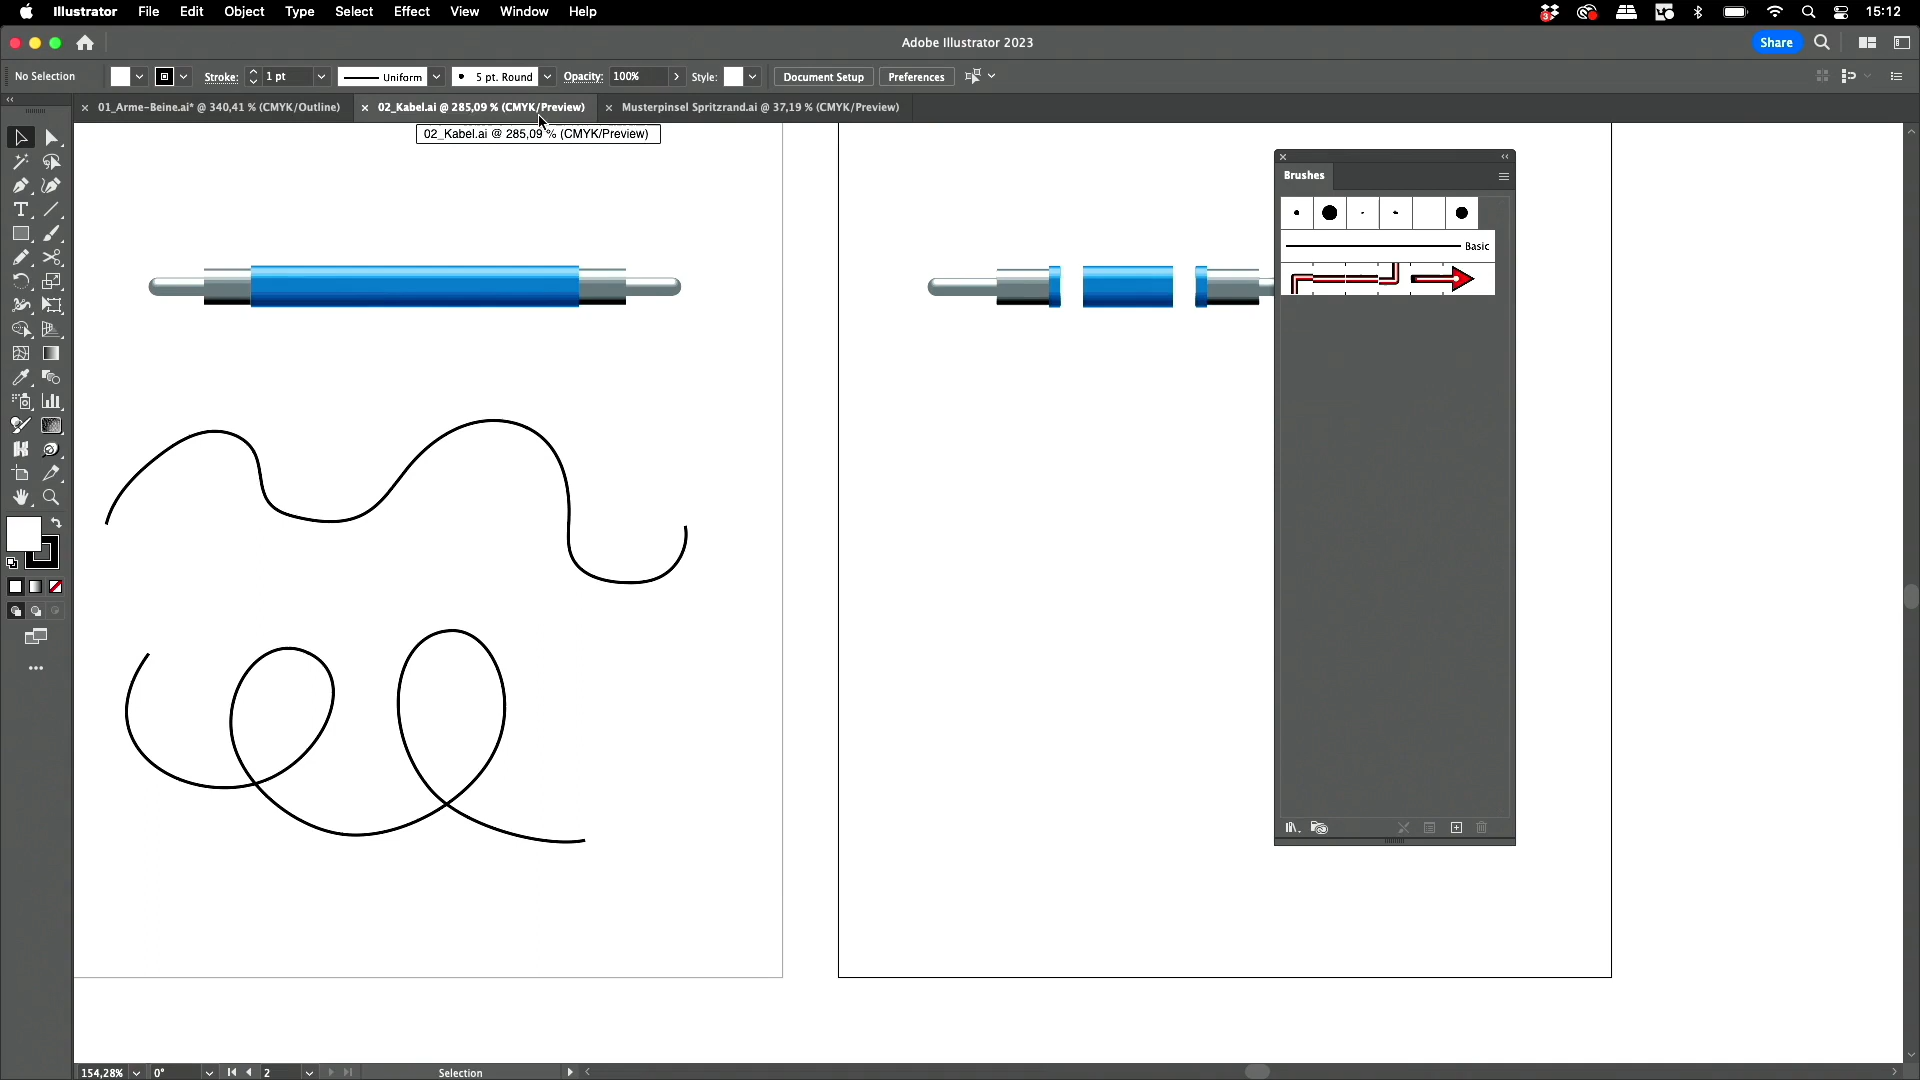 Illustrator File Edit Object Type Select Effect View Window Help 3 15:12
Adobe Illustrator 2023 Share
No Selection Stroke: 1 pt Uniform 5 pt. Round Opacity: 100% Style: Document Setup Preferences
01_Arme-Beine.ai* @ 340,41 % (CMYK/Outline) 02_Kabel.ai @ 285,09 % (CMYK/Preview) Musterpinsel Spritzrand.ai @ 37,19 % (CMYK/Preview)
02_Kabel.ai @ 285,09 % (CMYK/Preview)
Brushes
Basic
154,28% 0° 2 Selection